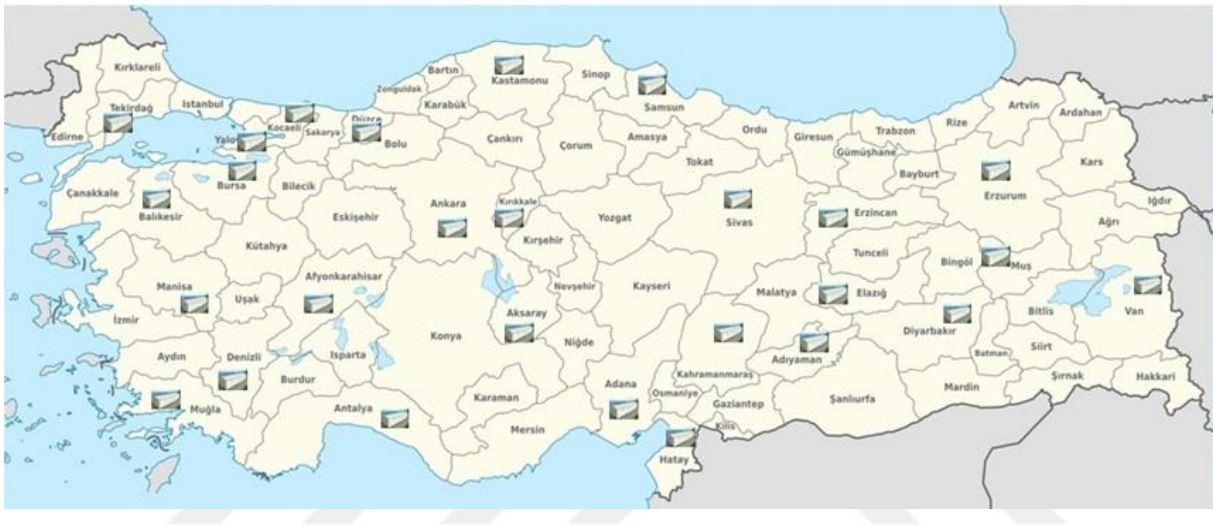 Kırklareli
Tekirdağ
Edirne
Istanbul
Yalo
Kocaeli
Sakarya
Düzce
Zonguldak
Bartın
Karabük
Kastamonu
Sinop
Samsun
Bolu
Çankırı
Çorum
Amasya
Ordu
Giresun
Trabzon
Rize
Artvin
Ardahan
Gümüşhane
Bayburt
Tokat
Kars
Çanakkale
Balıkesir
Bursa
Bilecik
Eskişehir
Ankara
Kırıkkale
Yozgat
Sivas
Erzincan
Erzurum
Iğdır
Ağrı
Kütahya
Kırşehir
Tunceli
Bingöl
Muş
Manisa
Uşak
Afyonkarahisar
Nevşehir
Kayseri
Malatya
Elazığ
Bitlis
Van
İzmir
Konya
Aksaray
Niğde
Diyarbakır
Aydın
Denizli
Isparta
Adıyaman
Batman
Siirt
Burdur
Kahramanmaraş
Şırnak
Hakkari
Muğla
Antalya
Karaman
Adana
Osmaniye
Gaziantep
Şanlıurfa
Mardin
Mersin
Kilis
Hatay